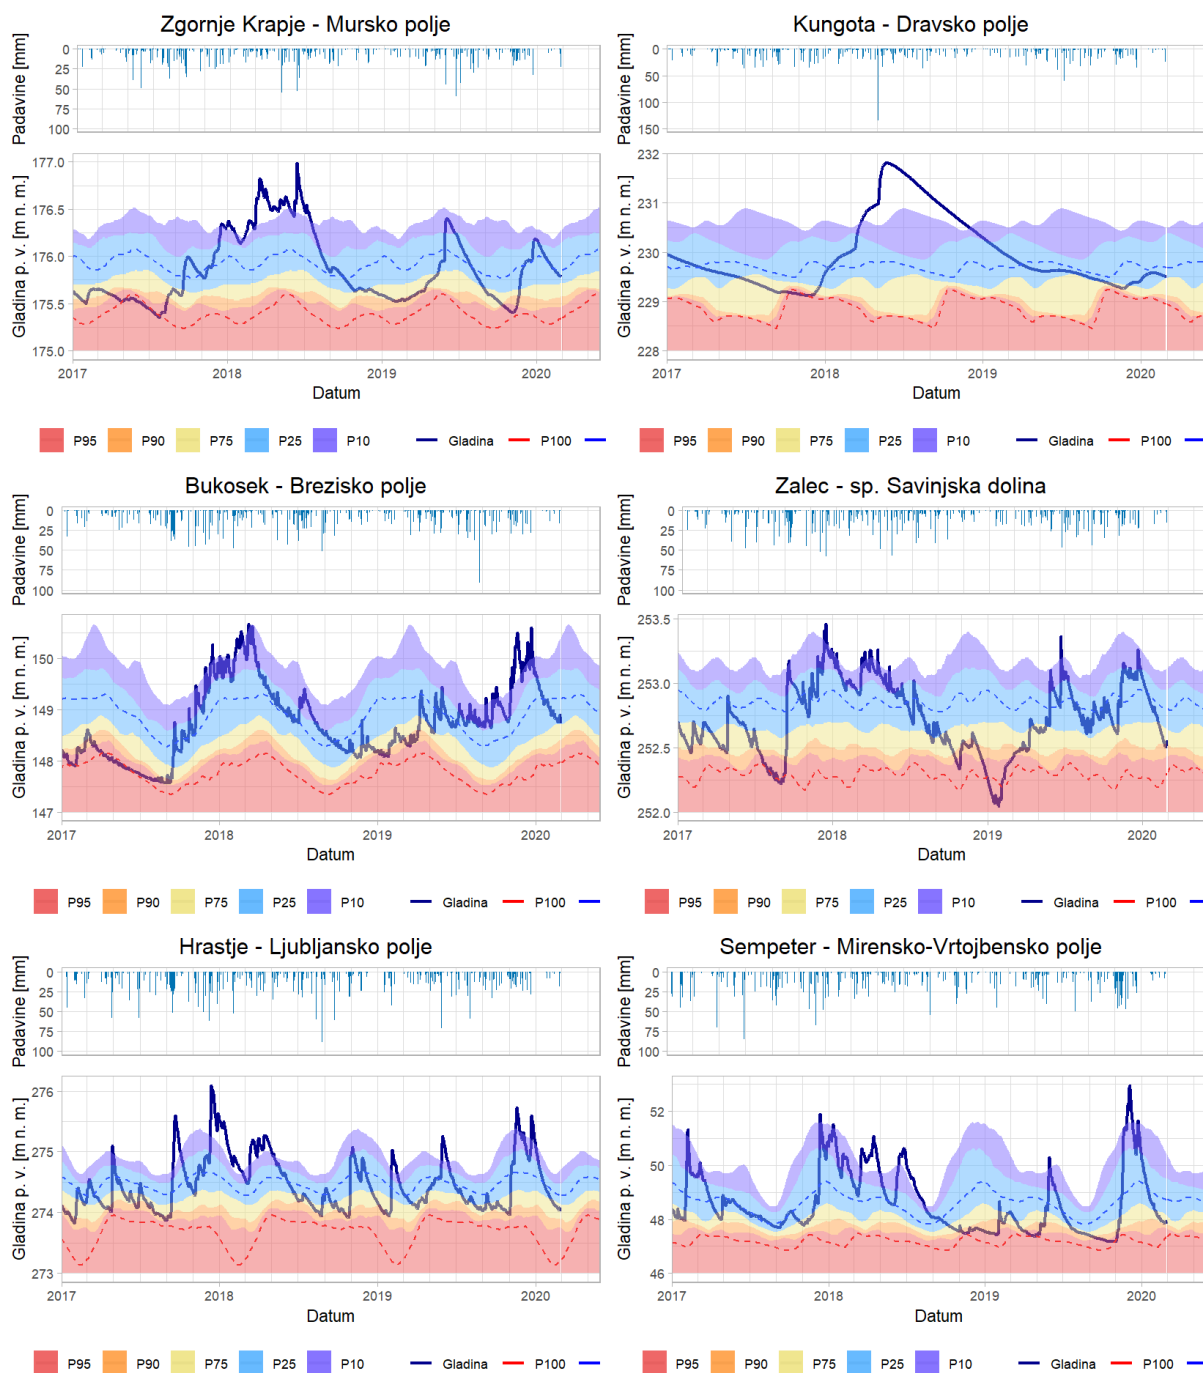 Zgornje Krapje - Mursko polje
Padavine [mm]
0
25
50
75
100
Gladina p. v. [m n. m.]
177.0
176.5
176.0
175.5
175.0
2017
2018
2019
2020
Datum
P95
P90
P75
P25
P10
Gladina
P100
Kungota - Dravsko polje
Padavine [mm]
0
50
100
150
Gladina p. v. [m n. m.]
232
231
230
229
228
2017
2018
2019
2020
Datum
P95
P90
P75
P25
P10
Gladina
P100
Bukosek - Brezisko polje
Padavine [mm]
0
25
50
75
100
Gladina p. v. [m n. m.]
150
149
148
147
2017
2018
2019
2020
Datum
P95
P90
P75
P25
P10
Gladina
P100
Zalec - sp. Savinjska dolina
Padavine [mm]
0
25
50
75
100
Gladina p. v. [m n. m.]
253.5
253.0
252.5
252.0
2017
2018
2019
2020
Datum
P95
P90
P75
P25
P10
Gladina
P100
Hrastje - Ljubljansko polje
Padavine [mm]
0
25
50
75
100
Gladina p. v. [m n. m.]
276
275
274
273
2017
2018
2019
2020
Datum
P95
P90
P75
P25
P10
Gladina
P100
Sempeter - Mirensko-Vrtojbensko polje
Padavine [mm]
0
25
50
75
100
Gladina p. v. [m n. m.]
52
50
48
46
2017
2018
2019
2020
Datum
P95
P90
P75
P25
P10
Gladina
P100